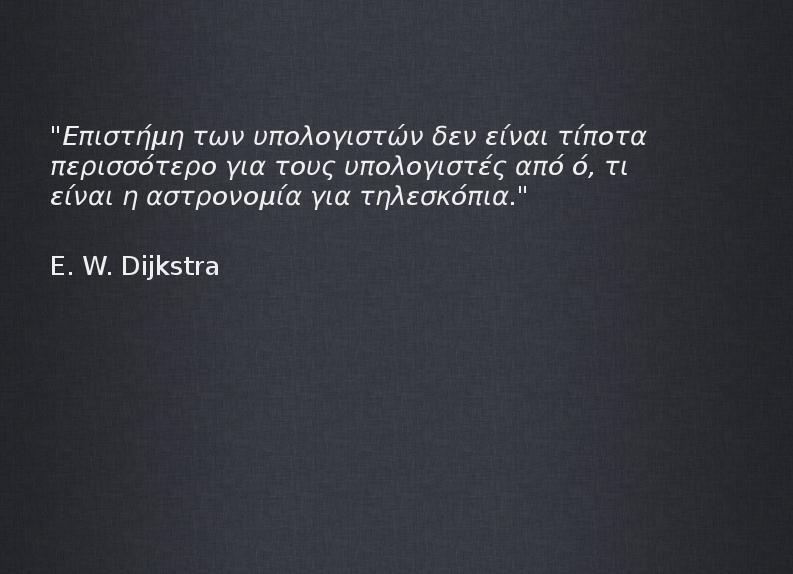 "Επιστήμη των υπολογιστών δεν είναι τίποτα
περισσότερο για τους υπολογιστές από ό, τι
είναι η αστρονομία για τηλεσκόπια."
E. W. Dijkstra